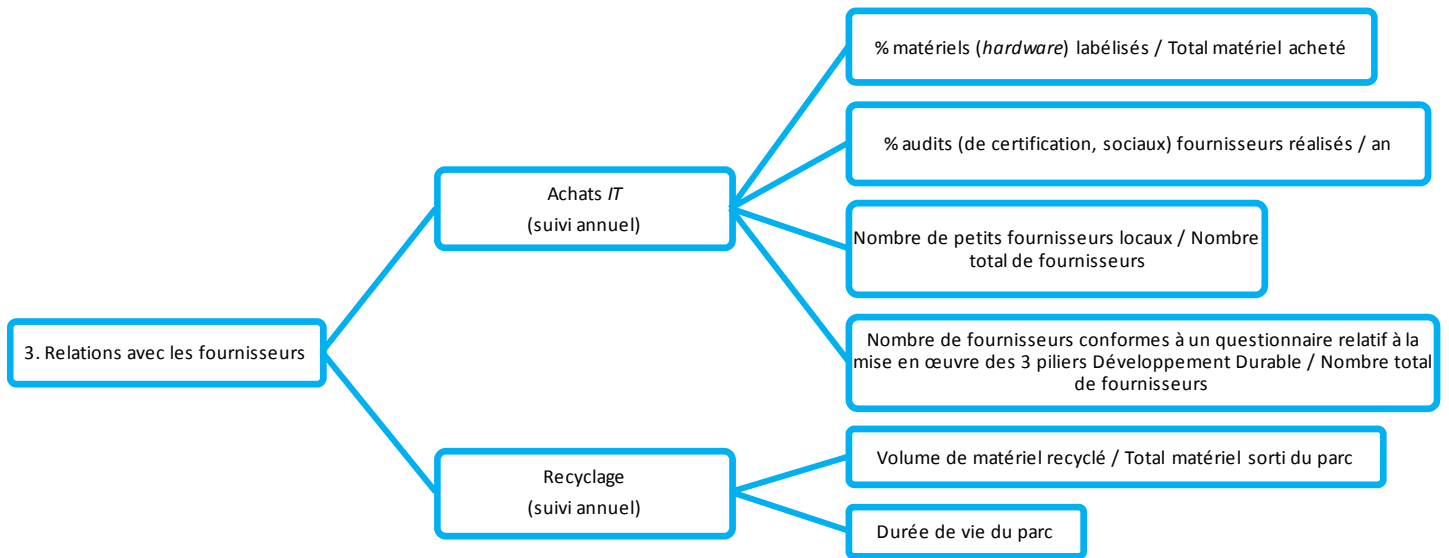 3. Relations avec les fournisseurs
Achats IT
(suivi annuel)
% matériels (hardware) labélisés / Total matériel acheté
% audits (de certification, sociaux) fournisseurs réalisés / an
Nombre de petits fournisseurs locaux / Nombre
total de fournisseurs
Nombre de fournisseurs conformes à un questionnaire relatif à la
mise en œuvre des 3 piliers Développement Durable / Nombre total
de fournisseurs
Recyclage
(suivi annuel)
Volume de matériel recyclé / Total matériel sorti du parc
Durée de vie du parc